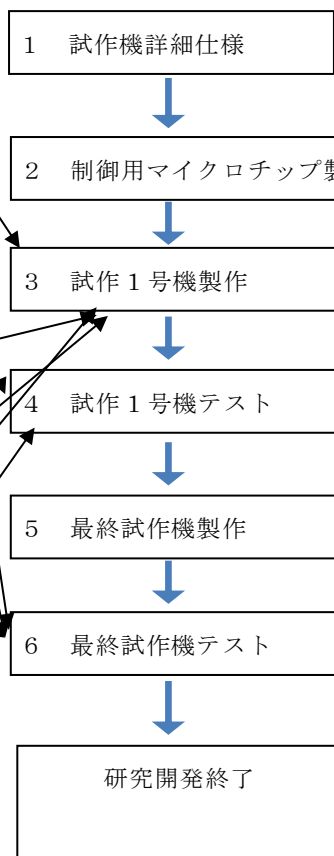 １　試作機詳細仕様
２　制御用マイクロチップ製
３　試作１号機製作
４　試作１号機テスト
５　最終試作機製作
６　最終試作機テスト
研究開発終了